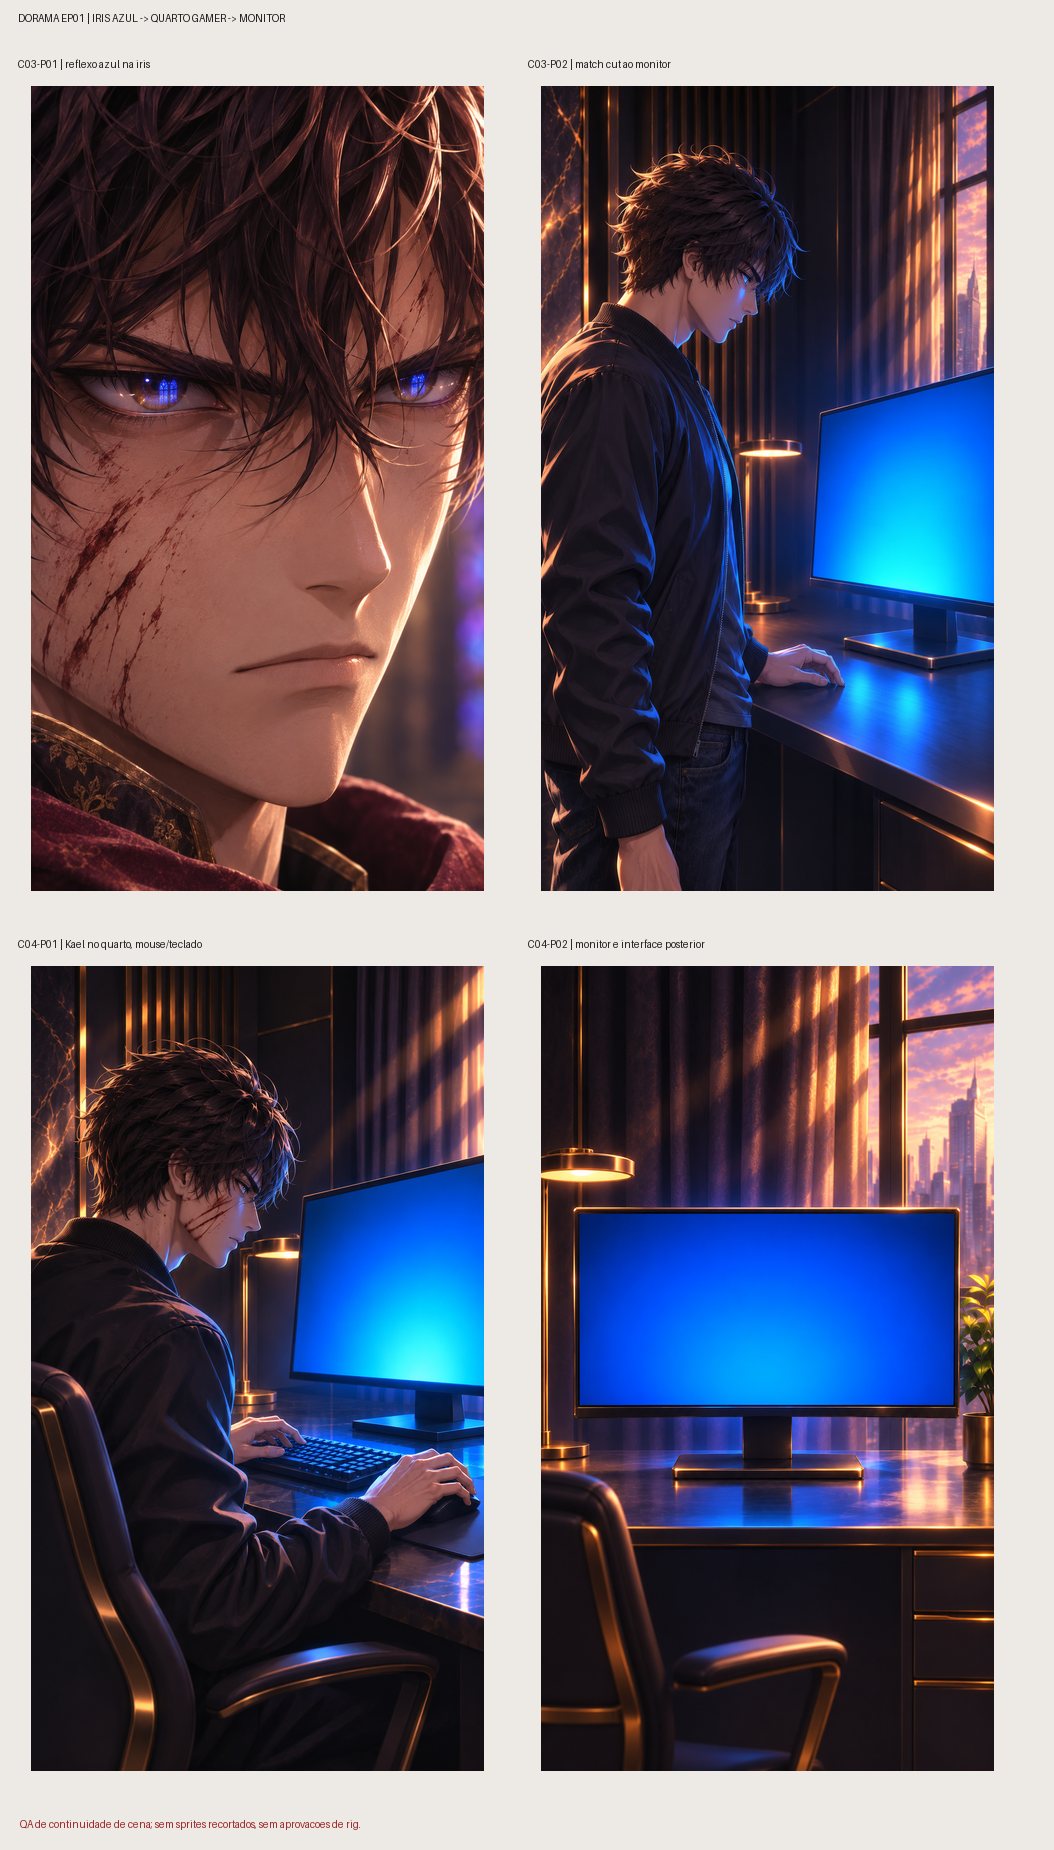 DORAMA EP01 | IRIS AZUL -> QUARTO GAMER -> MONITOR
C03-P01 | reflexo azul na iris
C03-P02 | match cut ao monitor
C04-P01 | Kael no quarto, mouse/teclado
C04-P02 | monitor e interface posterior
QA de continuidade de cena; sem sprites recortados, sem aprovacoes de rig.